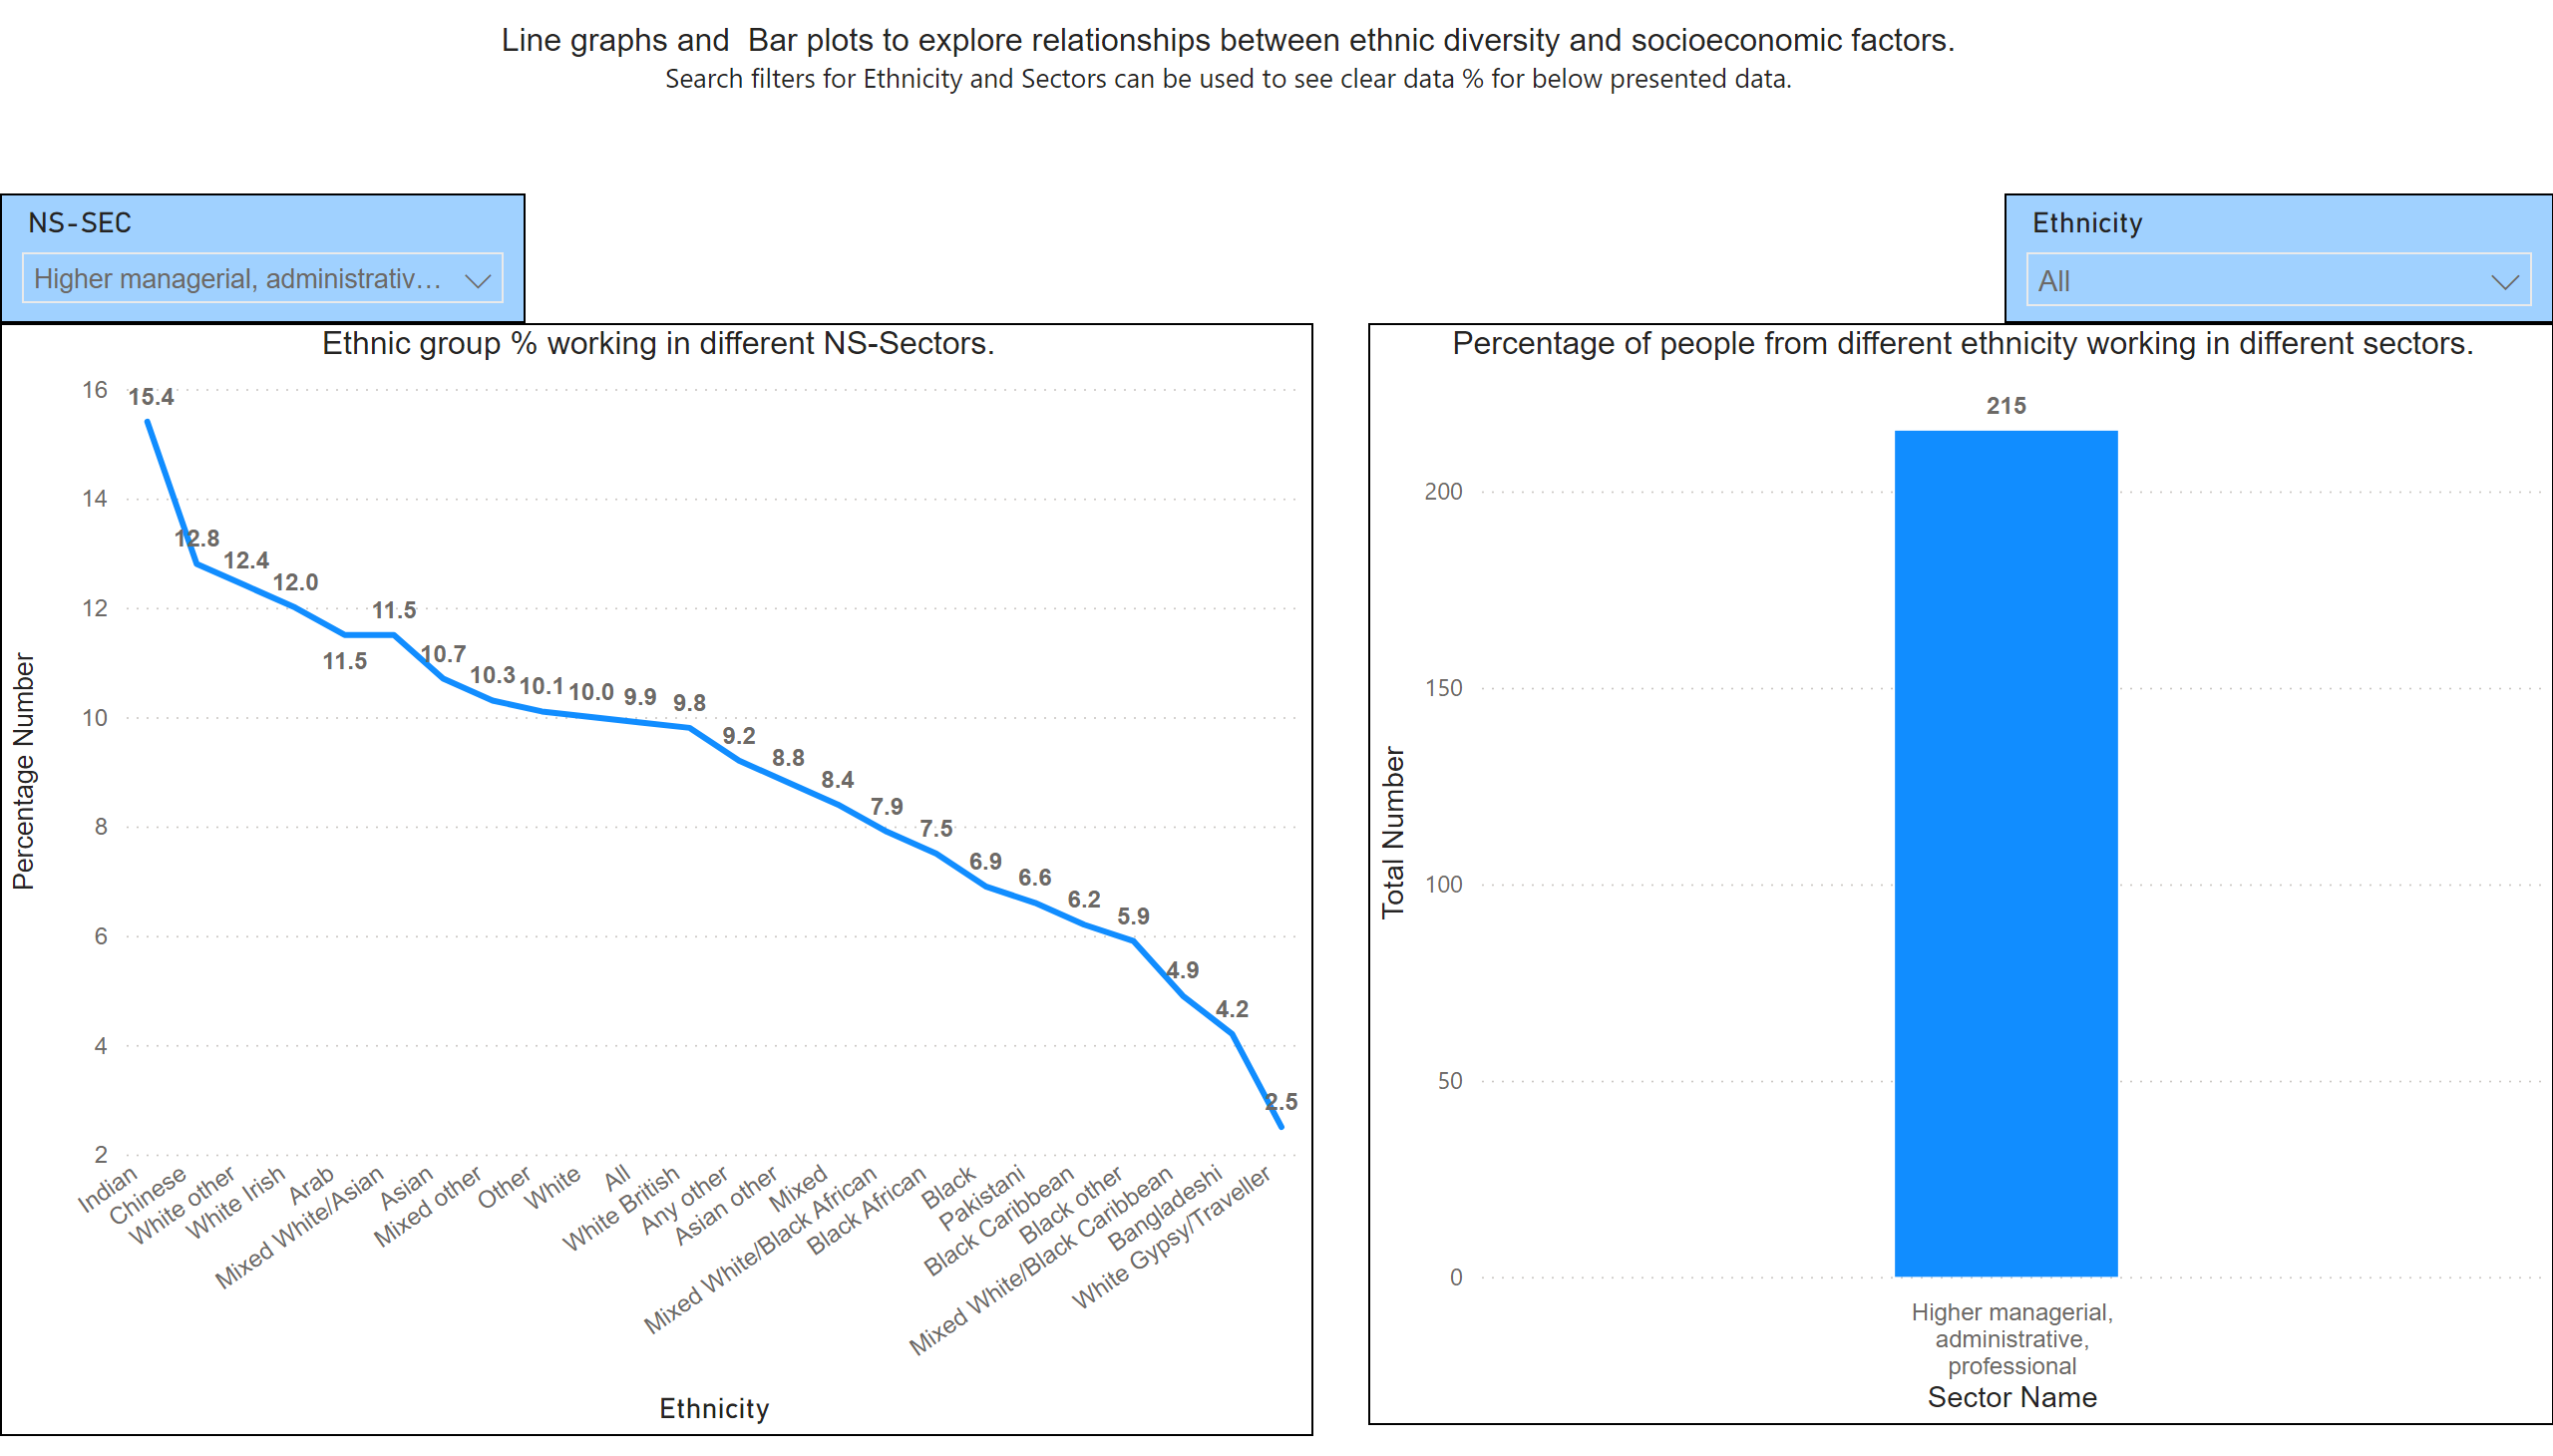 Line graphs and  Bar plots to explore relationships between ethnic diversity and socioeconomic factors.
Search filters for Ethnicity and Sectors can be used to see clear data % for below presented data.
NS-SEC
Higher managerial, administrativ...
Ethnicity
All
Ethnic group % working in different NS-Sectors.
Percentage Number
16
14
12
10
8
6
4
2
15.4
12.8
12.4
12.0
11.5
11.5
10.7
10.3
10.1
10.0
9.9
9.8
9.2
8.8
8.4
7.9
7.5
6.9
6.6
6.2
5.9
4.9
4.2
2.5
Indian
Chinese
White other
White Irish
Arab
Mixed White/Asian
Asian
Mixed other
Other
White
All
White British
Any other
Asian other
Mixed
Mixed White/Black African
Black African
Black
Pakistani
Black Caribbean
Black other
Mixed White/Black Caribbean
Bangladeshi
White Gypsy/Traveller
Ethnicity
Percentage of people from different ethnicity working in different sectors.
Total Number
200
150
100
50
0
215
Higher managerial,
administrative,
professional
Sector Name